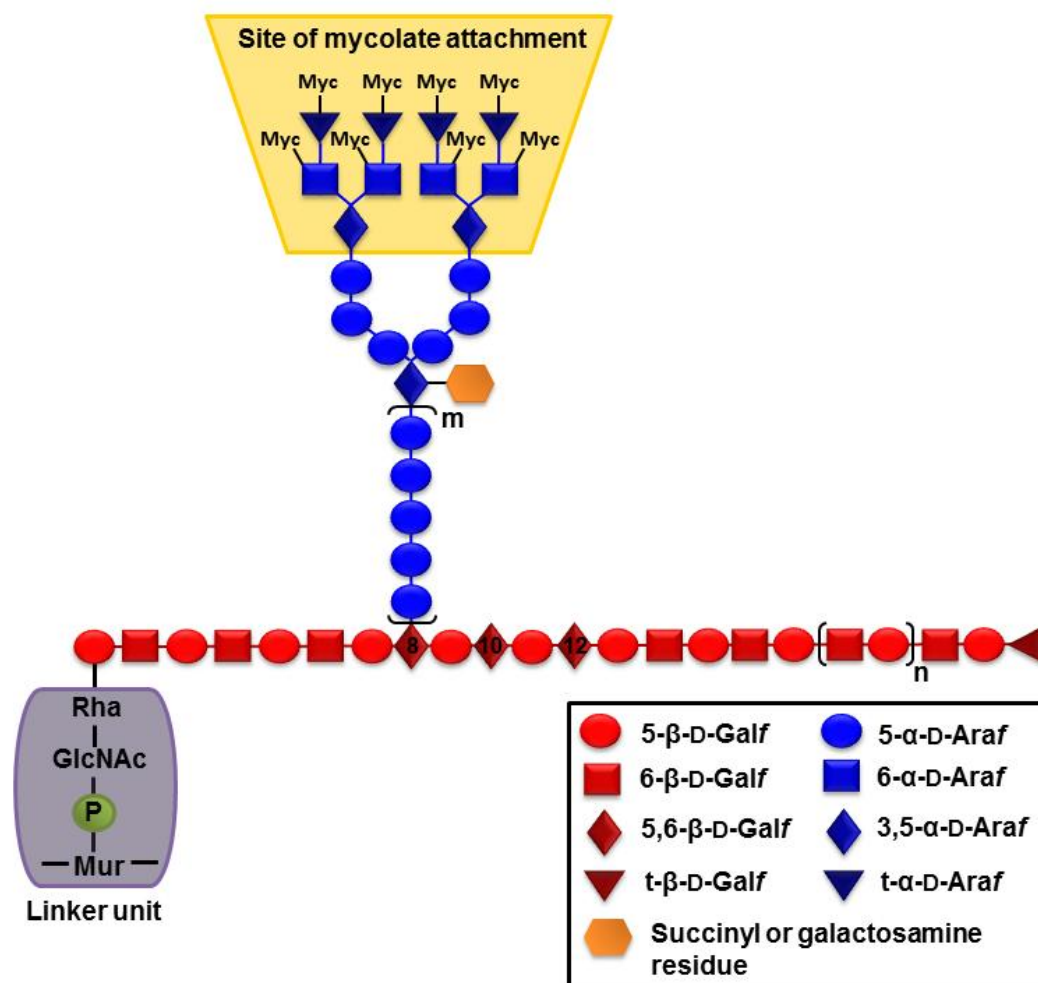 Site of mycolate attachment
Myc Myc Myc Myc
Myc Myc Myc Myc
m
8 10 12
n
Rha
GlcNAc
P
Mur
Linker unit
5-β-D-Galf 5-α-D-Araf
6-β-D-Galf 6-α-D-Araf
5,6-β-D-Galf 3,5-α-D-Araf
t-β-D-Galf t-α-D-Araf
Succinyl or galactosamine
residue